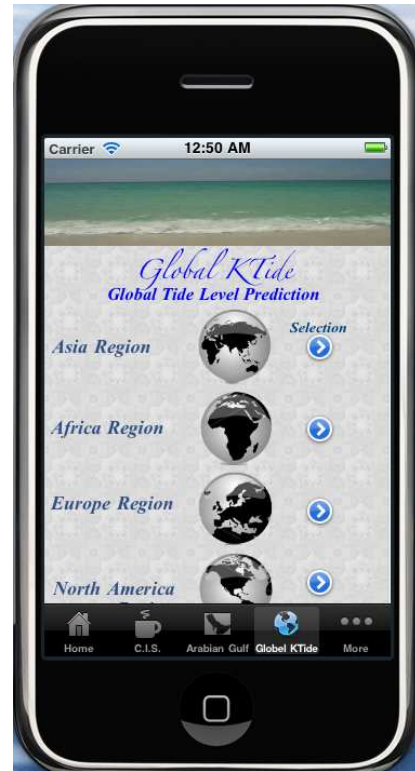 Carrier 12:50 AM
Global KTide
Global Tide Level Prediction
Selection
Asia Region
Africa Region
Europe Region
North America
Home C.I.S. Arabian Gulf Globel KTide More